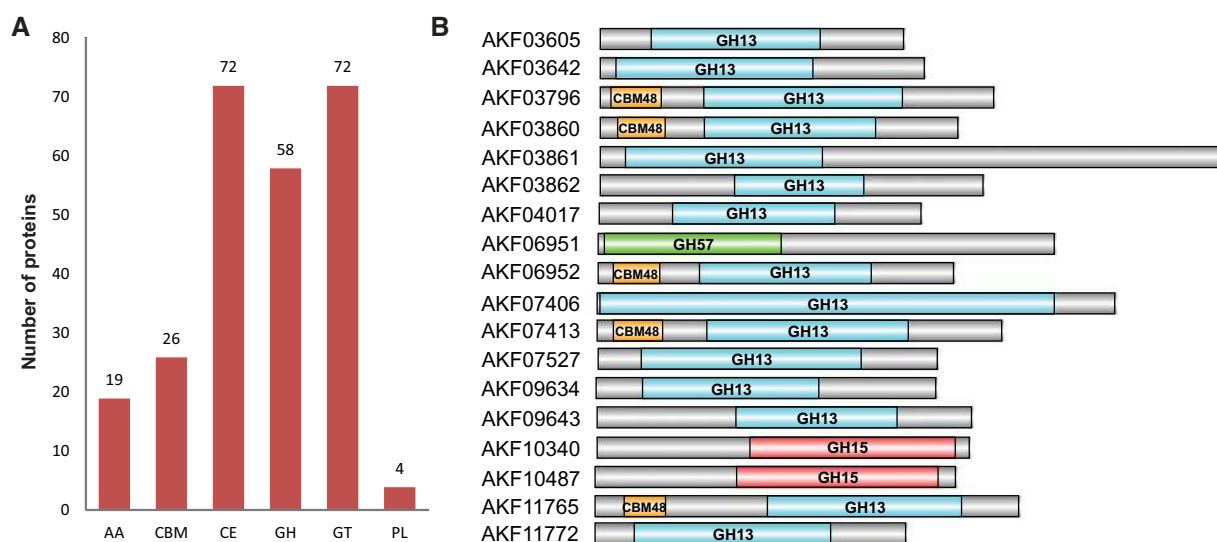 A
Number of proteins
80
70
60
50
40
30
20
10
0
19
26
72
58
72
4
AA CBM CE GH GT PL
B
AKF03605 GH13
AKF03642 GH13
AKF03796 CBM48 GH13
AKF03860 CBM48 GH13
AKF03861 GH13
AKF03862 GH13
AKF04017 GH13
AKF06951 GH57
AKF06952 CBM48 GH13
AKF07406 GH13
AKF07413 CBM48 GH13
AKF07527 GH13
AKF09634 GH13
AKF09643 GH13
AKF10340 GH15
AKF10487 GH15
AKF11765 CBM48 GH13
AKF11772 GH13